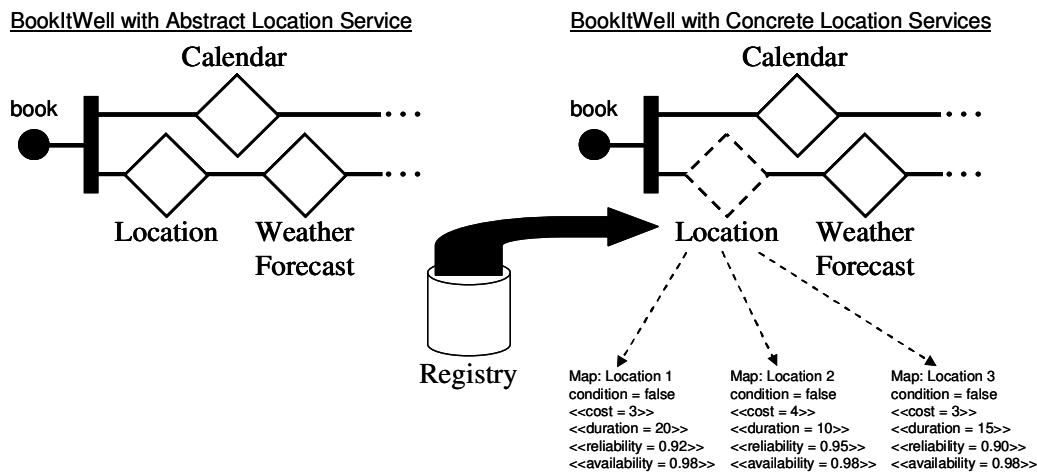 BookItWell with Abstract Location Service
Calendar
book
Location
Weather
Forecast
Registry
BookItWell with Concrete Location Services
Calendar
book
Location
Weather
Forecast
Map: Location 1
condition = false
<<cost = 3>>
<<duration = 20>>
<<reliability = 0.92>>
<<availability = 0.98>>
Map: Location 2
condition = false
<<cost = 4>>
<<duration = 10>>
<<reliability = 0.95>>
<<availability = 0.98>>
Map: Location 3
condition = false
<<cost = 3>>
<<duration = 15>>
<<reliability = 0.90>>
<<availability = 0.98>>